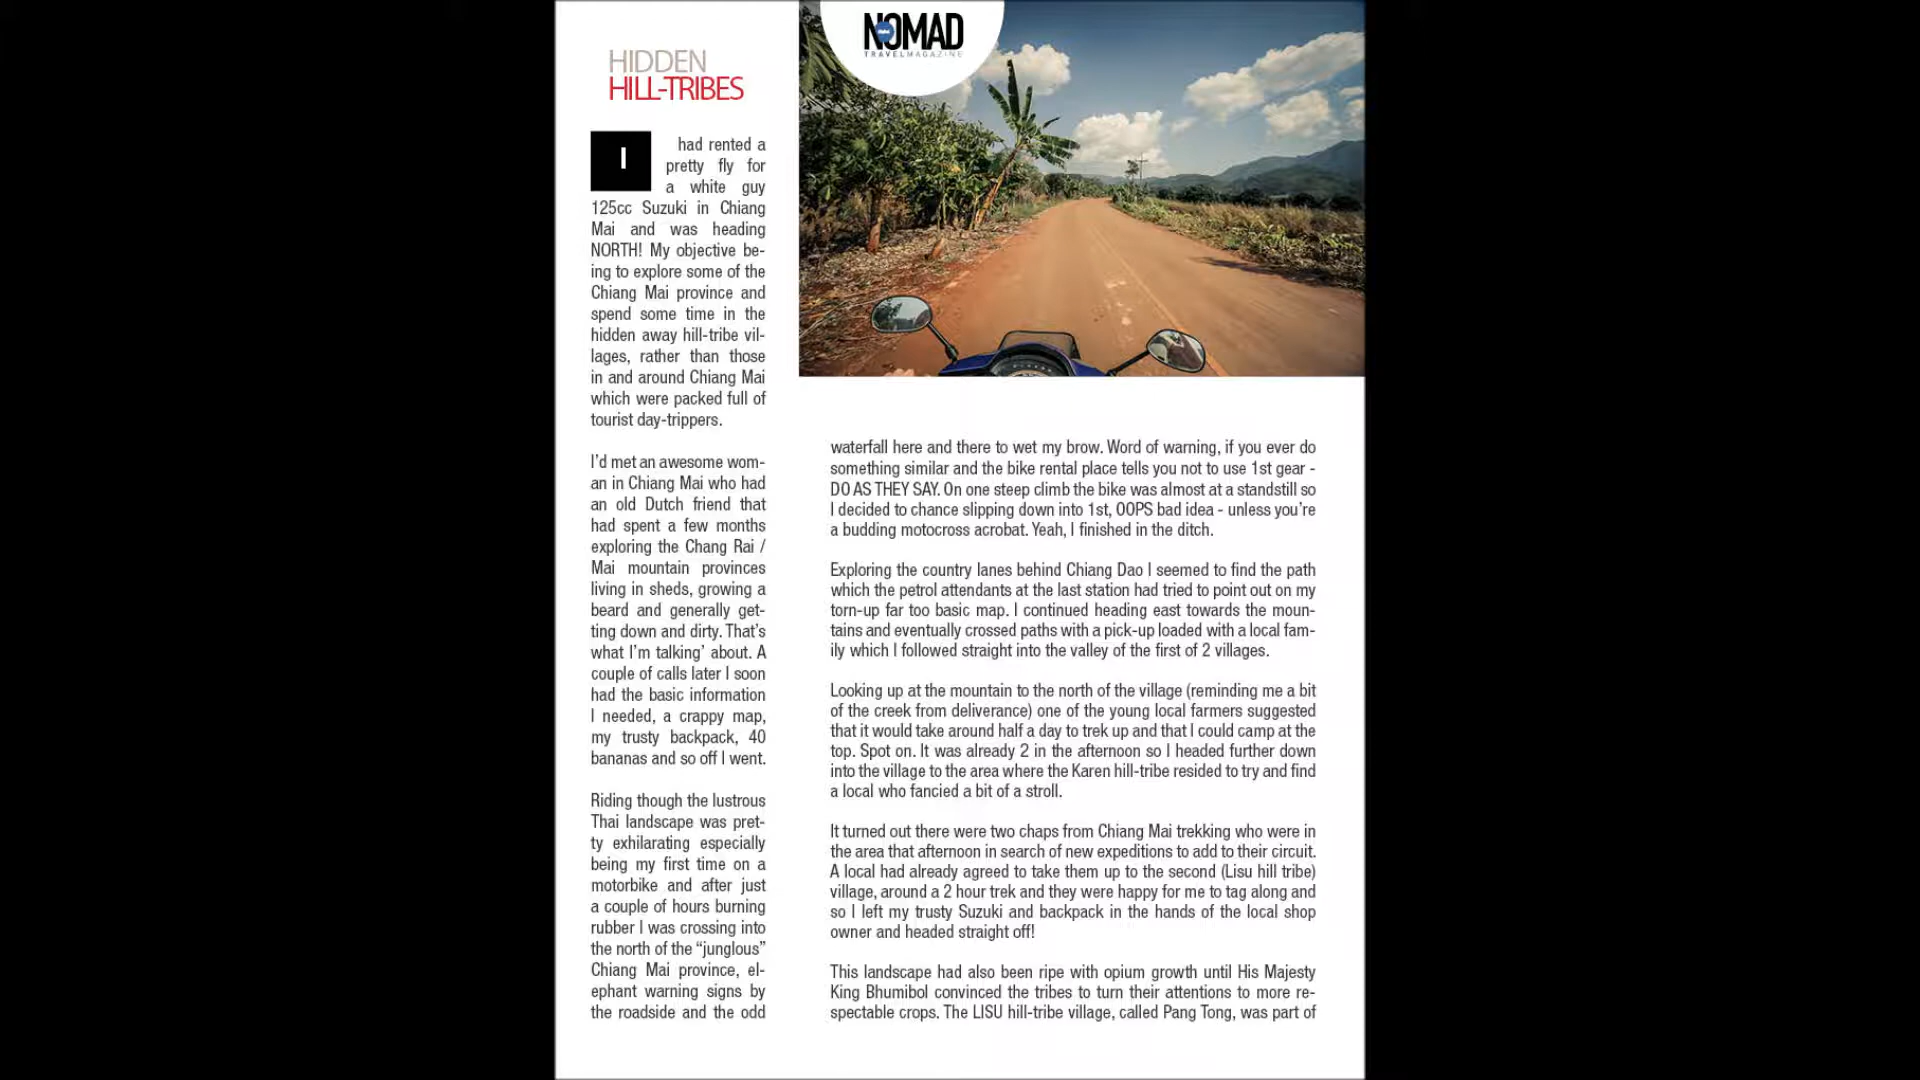 NOMAD
TRAVELMAGAZINE
HIDDEN
HILL-TRIBES
I had rented a
pretty fly for
a white guy
125cc Suzuki in Chiang
Mai and was heading
NORTH! My objective be-
ing to explore some of the
Chiang Mai province and
spend some time in the
hidden away hill-tribe vil-
lages, rather than those
in and around Chiang Mai
which were packed full of
tourist day-trippers.
I’d met an awesome wom-
an in Chiang Mai who had
an old Dutch friend that
had spent a few months
exploring the Chang Rai /
Mai mountain provinces
living in sheds, growing a
beard and generally get-
ting down and dirty. That’s
what I’m talking’ about. A
couple of calls later I soon
had the basic information
I needed, a crappy map,
my trusty backpack, 40
bananas and so off I went.
Riding though the lustrous
Thai landscape was pret-
ty exhilarating especially
being my first time on a
motorbike and after just
a couple of hours burning
rubber I was crossing into
the north of the “junglous”
Chiang Mai province, el-
ephant warning signs by
the roadside and the odd
waterfall here and there to wet my brow. Word of warning, if you ever do
something similar and the bike rental place tells you not to use 1st gear -
DO AS THEY SAY. On one steep climb the bike was almost at a standstill so
I decided to chance slipping down into 1st, OOPS bad idea - unless you’re
a budding motocross acrobat. Yeah, I finished in the ditch.
Exploring the country lanes behind Chiang Dao I seemed to find the path
which the petrol attendants at the last station had tried to point out on my
torn-up far too basic map. I continued heading east towards the moun-
tains and eventually crossed paths with a pick-up loaded with a local fam-
ily which I followed straight into the valley of the first of 2 villages.
Looking up at the mountain to the north of the village (reminding me a bit
of the creek from deliverance) one of the young local farmers suggested
that it would take around half a day to trek up and that I could camp at the
top. Spot on. It was already 2 in the afternoon so I headed further down
into the village to the area where the Karen hill-tribe resided to try and find
a local who fancied a bit of a stroll.
It turned out there were two chaps from Chiang Mai trekking who were in
the area that afternoon in search of new expeditions to add to their circuit.
A local had already agreed to take them up to the second (Lisu hill tribe)
village, around a 2 hour trek and they were happy for me to tag along and
so I left my trusty Suzuki and backpack in the hands of the local shop
owner and headed straight off!
This landscape had also been ripe with opium growth until His Majesty
King Bhumibol convinced the tribes to turn their attentions to more re-
spectable crops. The LISU hill-tribe village, called Pang Tong, was part of